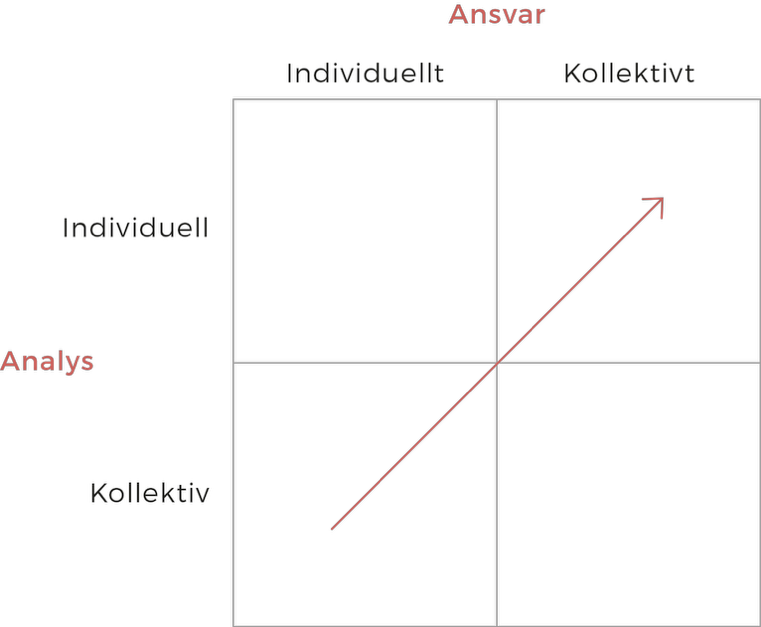 Ansvar
Individuellt Kollektivt
Individuell
Analys
Kollektiv